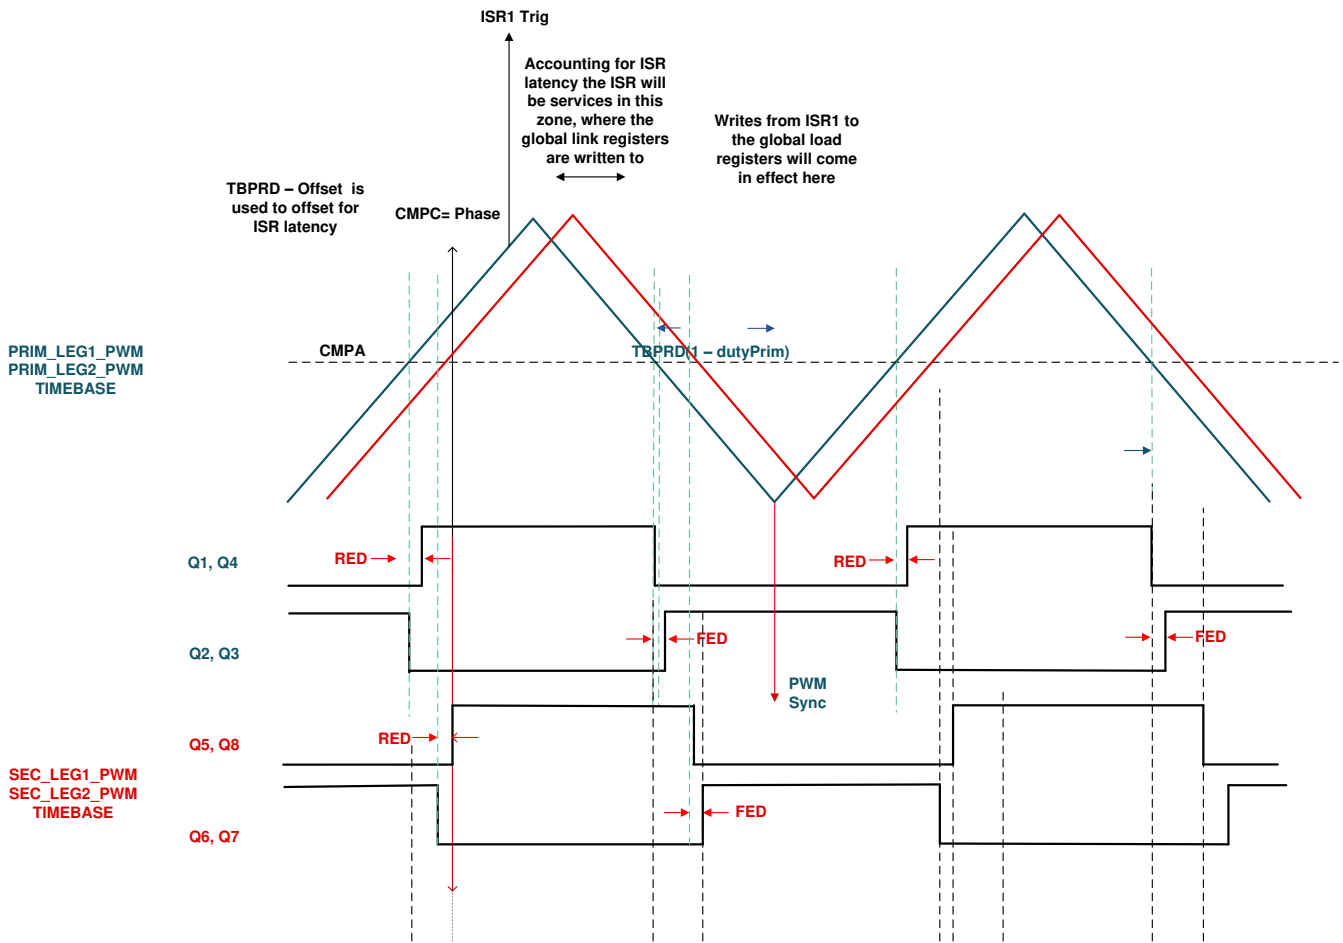 ISR1 Trig
Accounting for ISR
latency the ISR will
be services in this
zone, where the
global link registers
are written to
Writes from ISR1 to
the global load
registers will come
in effect here
TBPRD – Offset is
used to offset for
ISR latency
CMPC= Phase
PRIM_LEG1_PWM
PRIM_LEG2_PWM
TIMEBASE
CMPA
TBPRD(1 – dutyPrim)
Q1, Q4
RED
RED
Q2, Q3
FED
FED
PWM
Sync
Q5, Q8
RED
SEC_LEG1_PWM
SEC_LEG2_PWM
TIMEBASE
Q6, Q7
FED